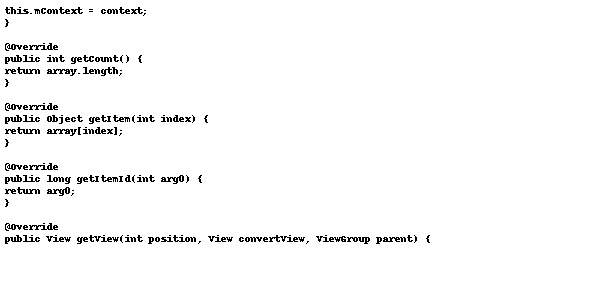 this.mContext = context;
}
@Override
public int getCount() {
return array.length;
}
@Override
public Object getItem(int index) {
return array[index];
}
@Override
public long getItemId(int arg0) {
return arg0;
}
@Override
public View getView(int position, View convertView, ViewGroup parent) {